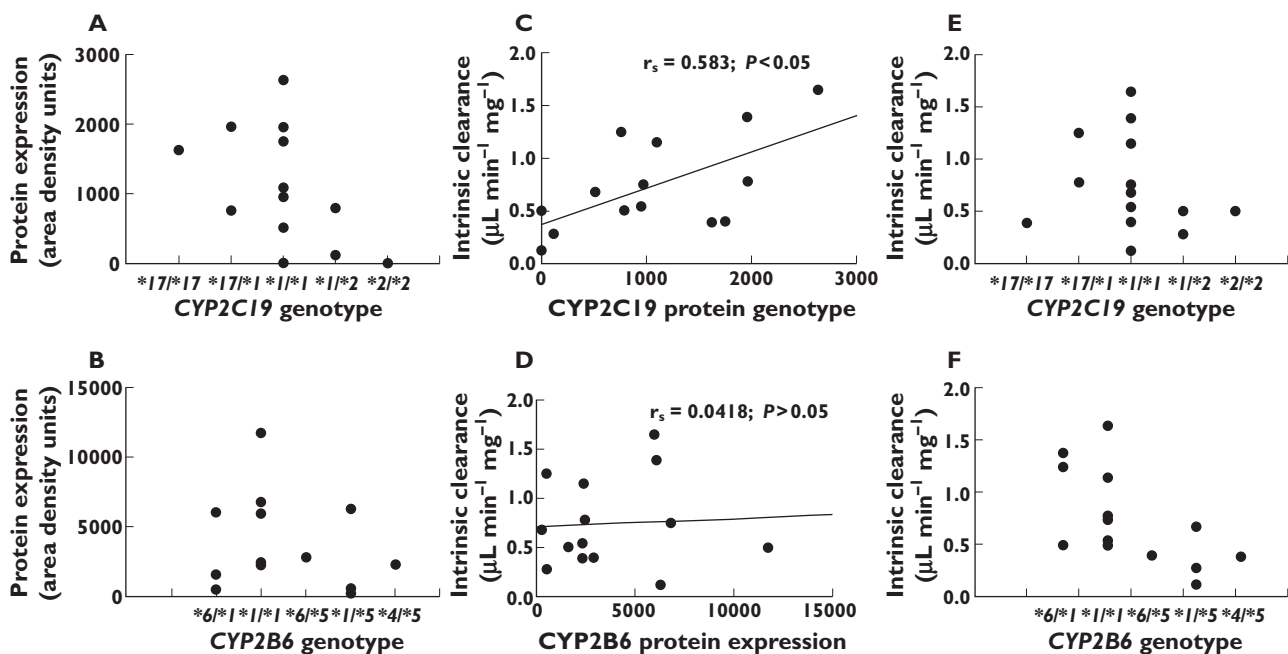 A
Protein expression
(area density units)
3000
2000
1000
0
*17/*17 *17/*1 *1/*1 *1/*2 *2/*2
CYP2C19 genotype
C
Intrinsic clearance
(µL min⁻¹ mg⁻¹)
2.0
1.5
1.0
0.5
0.0
rₛ = 0.583; P<0.05
0 1000 2000 3000
CYP2C19 protein genotype
E
Intrinsic clearance
(µL min⁻¹ mg⁻¹)
2.0
1.5
1.0
0.5
0.0
*17/*17 *17/*1 *1/*1 *1/*2 *2/*2
CYP2C19 genotype
B
Protein expression
(area density units)
15000
10000
5000
0
*6/*1 *1/*1 *6/*5 *1/*5 *4/*5
CYP2B6 genotype
D
Intrinsic clearance
(µL min⁻¹ mg⁻¹)
2.0
1.5
1.0
0.5
0.0
rₛ = 0.0418; P>0.05
0 5000 10000 15000
CYP2B6 protein expression
F
Intrinsic clearance
(µL min⁻¹ mg⁻¹)
2.0
1.5
1.0
0.5
0.0
*6/*1 *1/*1 *6/*5 *1/*5 *4/*5
CYP2B6 genotype